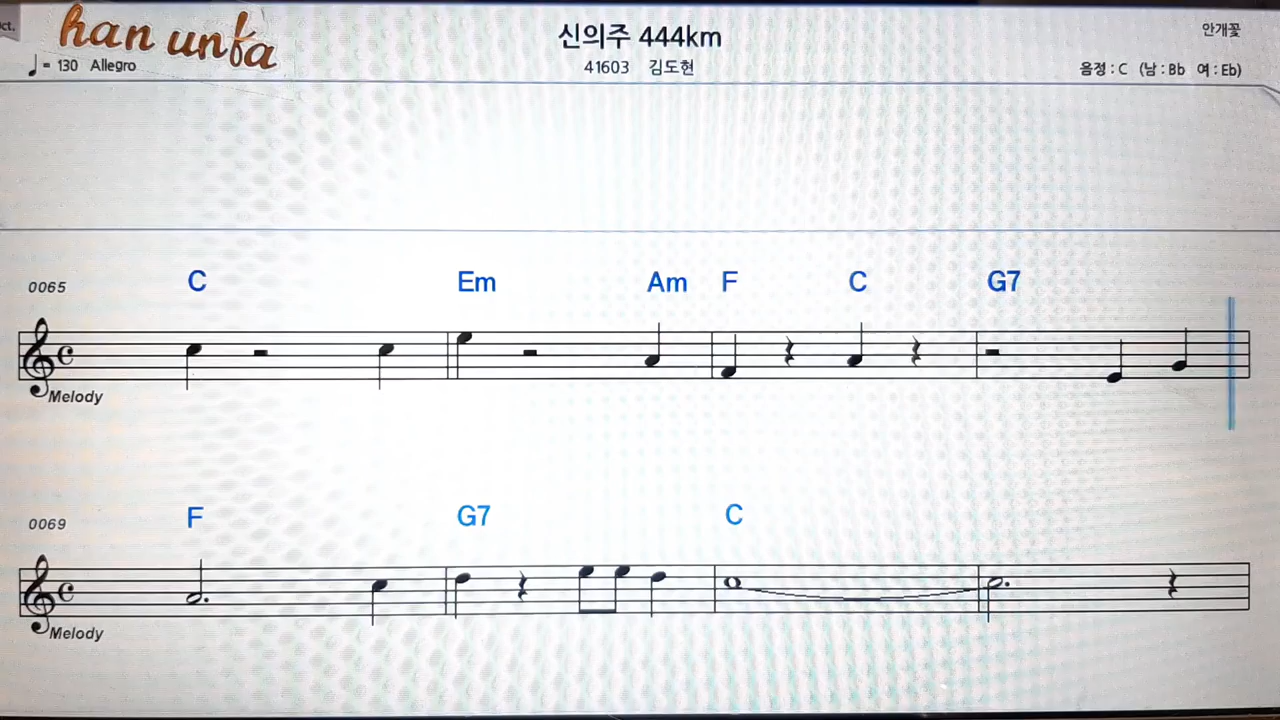 ct.
han unfa
신의주 444km
안개꽃
♩= 130 Allegro
41603 김도현
음정 : C (남 : Bb 여 : Eb)
0065
C Em Am F C G7
Melody
0069
F G7 C
Melody